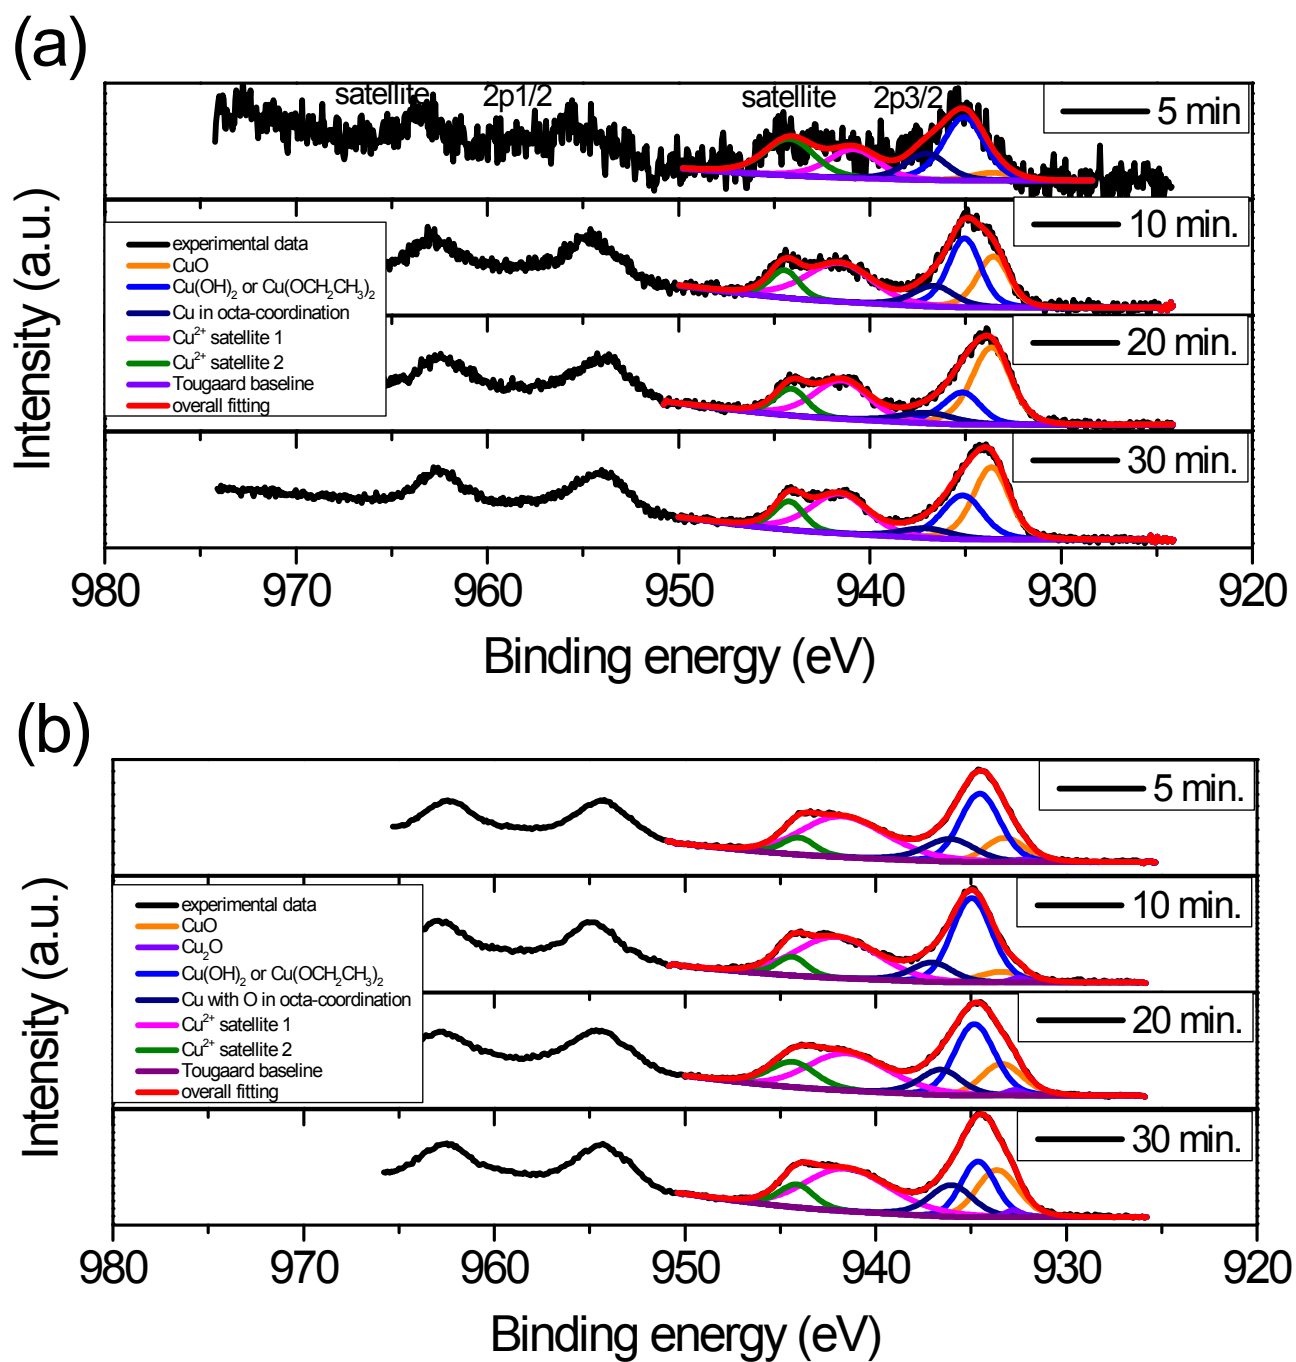 (a)
satellite 2p1/2 satellite 2p3/2 5 min
10 min.
experimental data
CuO
Cu(OH)₂ or Cu(OCH₂CH₃)₂
Cu in octa-coordination
Cu²⁺ satellite 1
Cu²⁺ satellite 2
Tougaard baseline
overall fitting
20 min.
30 min.
Intensity (a.u.)
980 970 960 950 940 930 920
Binding energy (eV)
(b)
5 min.
10 min.
experimental data
CuO
Cu₂O
Cu(OH)₂ or Cu(OCH₂CH₃)₂
Cu with O in octa-coordination
Cu²⁺ satellite 1
Cu²⁺ satellite 2
Tougaard baseline
overall fitting
20 min.
30 min.
Intensity (a.u.)
980 970 960 950 940 930 920
Binding energy (eV)